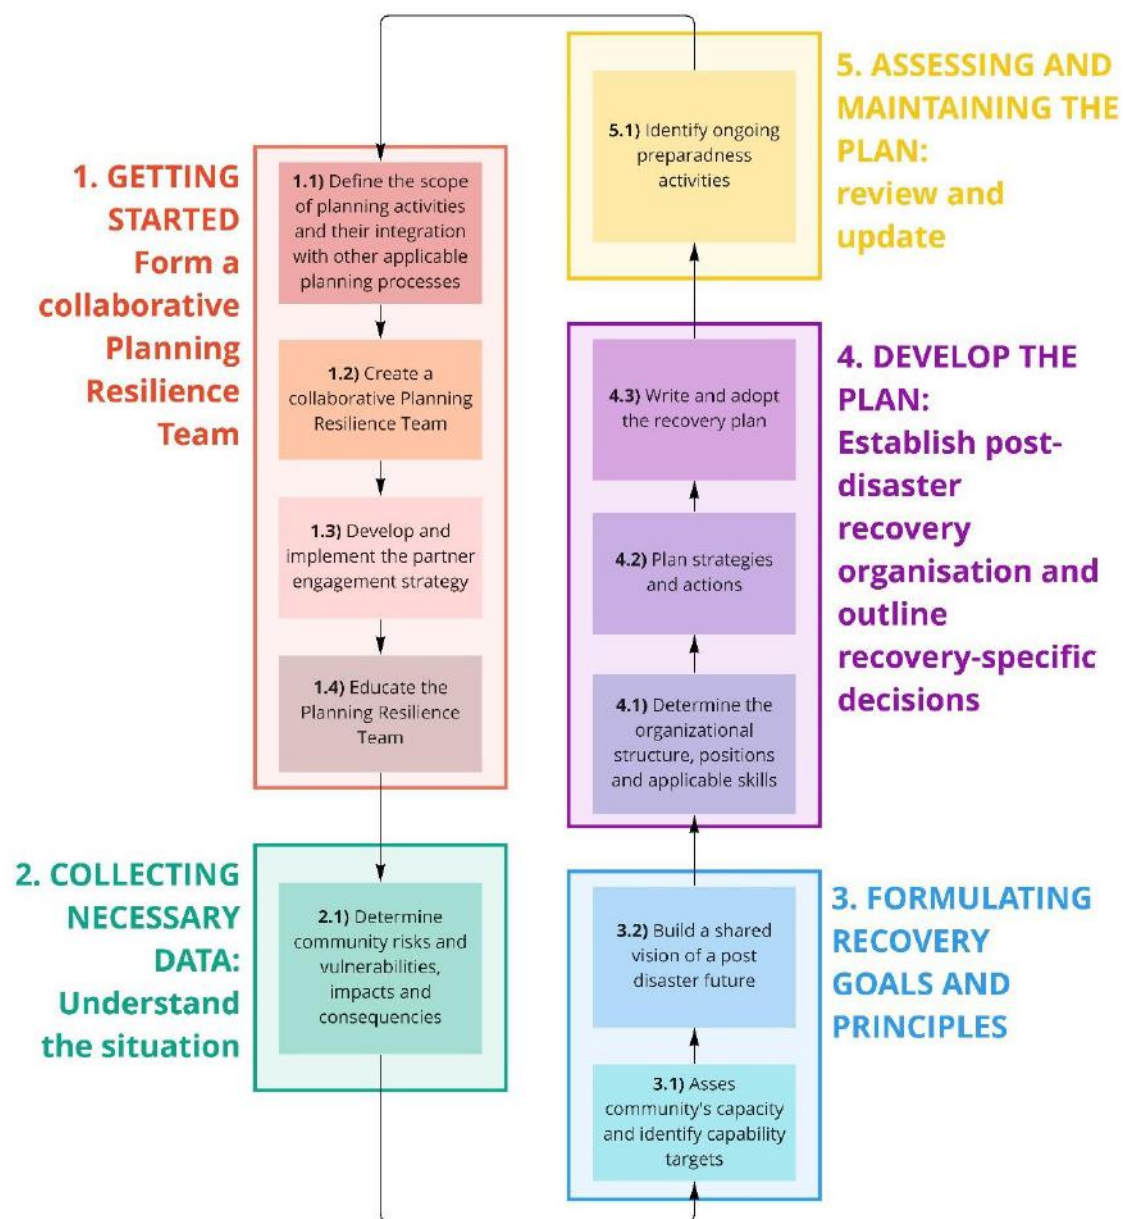 1. GETTING
STARTED
Form a
collaborative
Planning
Resilience
Team
1.1) Define the scope
of planning activities
and their integration
with other applicable
planning processes
1.2) Create a
collaborative Planning
Resilience Team
1.3) Develop and
implement the partner
engagement strategy
1.4) Educate the
Planning Resilience
Team
2. COLLECTING
NECESSARY
DATA:
Understand
the situation
2.1) Determine
community risks and
vulnerabilities,
impacts and
consequencies
3. FORMULATING
RECOVERY
GOALS AND
PRINCIPLES
3.1) Asses
community's capacity
and identify capability
targets
3.2) Build a shared
vision of a post
disaster future
4. DEVELOP THE
PLAN:
Establish post-
disaster
recovery
organisation and
outline
recovery-specific
decisions
4.1) Determine the
organizational
structure, positions
and applicable skills
4.2) Plan strategies
and actions
4.3) Write and adopt
the recovery plan
5. ASSESSING AND
MAINTAINING THE
PLAN:
review and
update
5.1) Identify ongoing
preparadness
activities